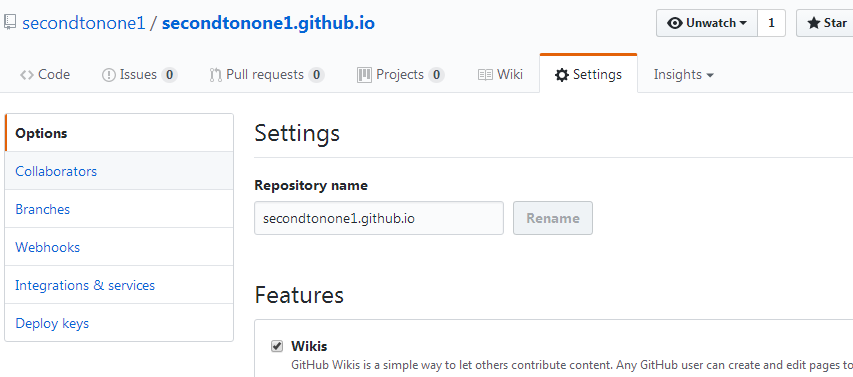 secondtonone1 / secondtonone1.github.io
Unwatch 1 Star
Code Issues 0 Pull requests 0 Projects 0 Wiki Settings Insights
Options
Collaborators
Branches
Webhooks
Integrations & services
Deploy keys
Settings
Repository name
secondtonone1.github.io Rename
Features
Wikis
GitHub Wikis is a simple way to let others contribute content. Any GitHub user can create and edit pages to